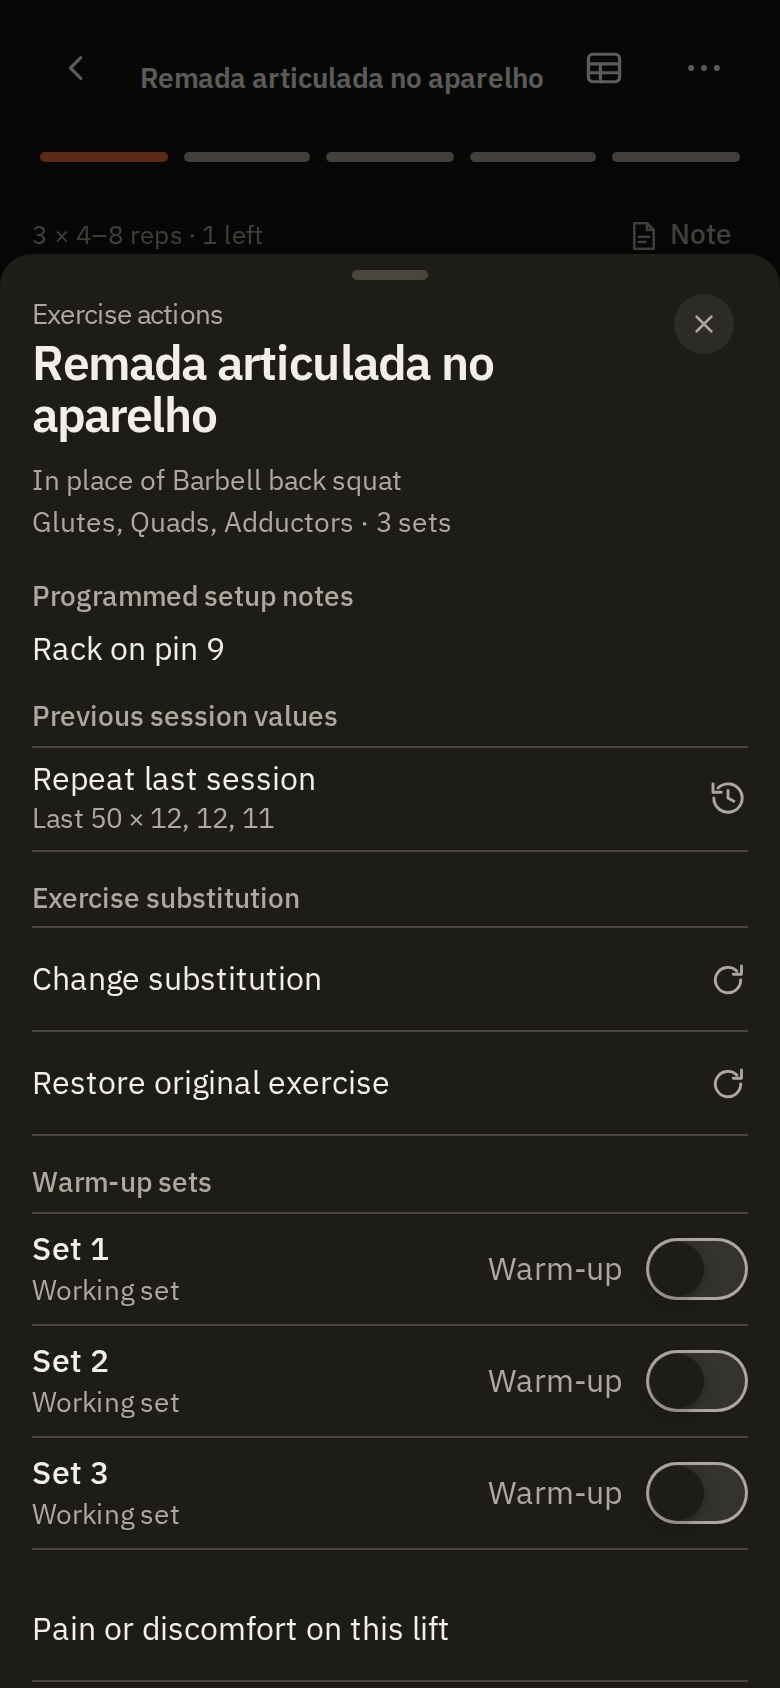 Remada articulada no aparelho
3 × 4–8 reps · 1 left
Note
Exercise actions
Remada articulada no
aparelho
In place of Barbell back squat
Glutes, Quads, Adductors · 3 sets
Programmed setup notes
Rack on pin 9
Previous session values
Repeat last session
Last 50 × 12, 12, 11
Exercise substitution
Change substitution
Restore original exercise
Warm-up sets
Set 1
Working set
Warm-up
Set 2
Working set
Warm-up
Set 3
Working set
Warm-up
Pain or discomfort on this lift